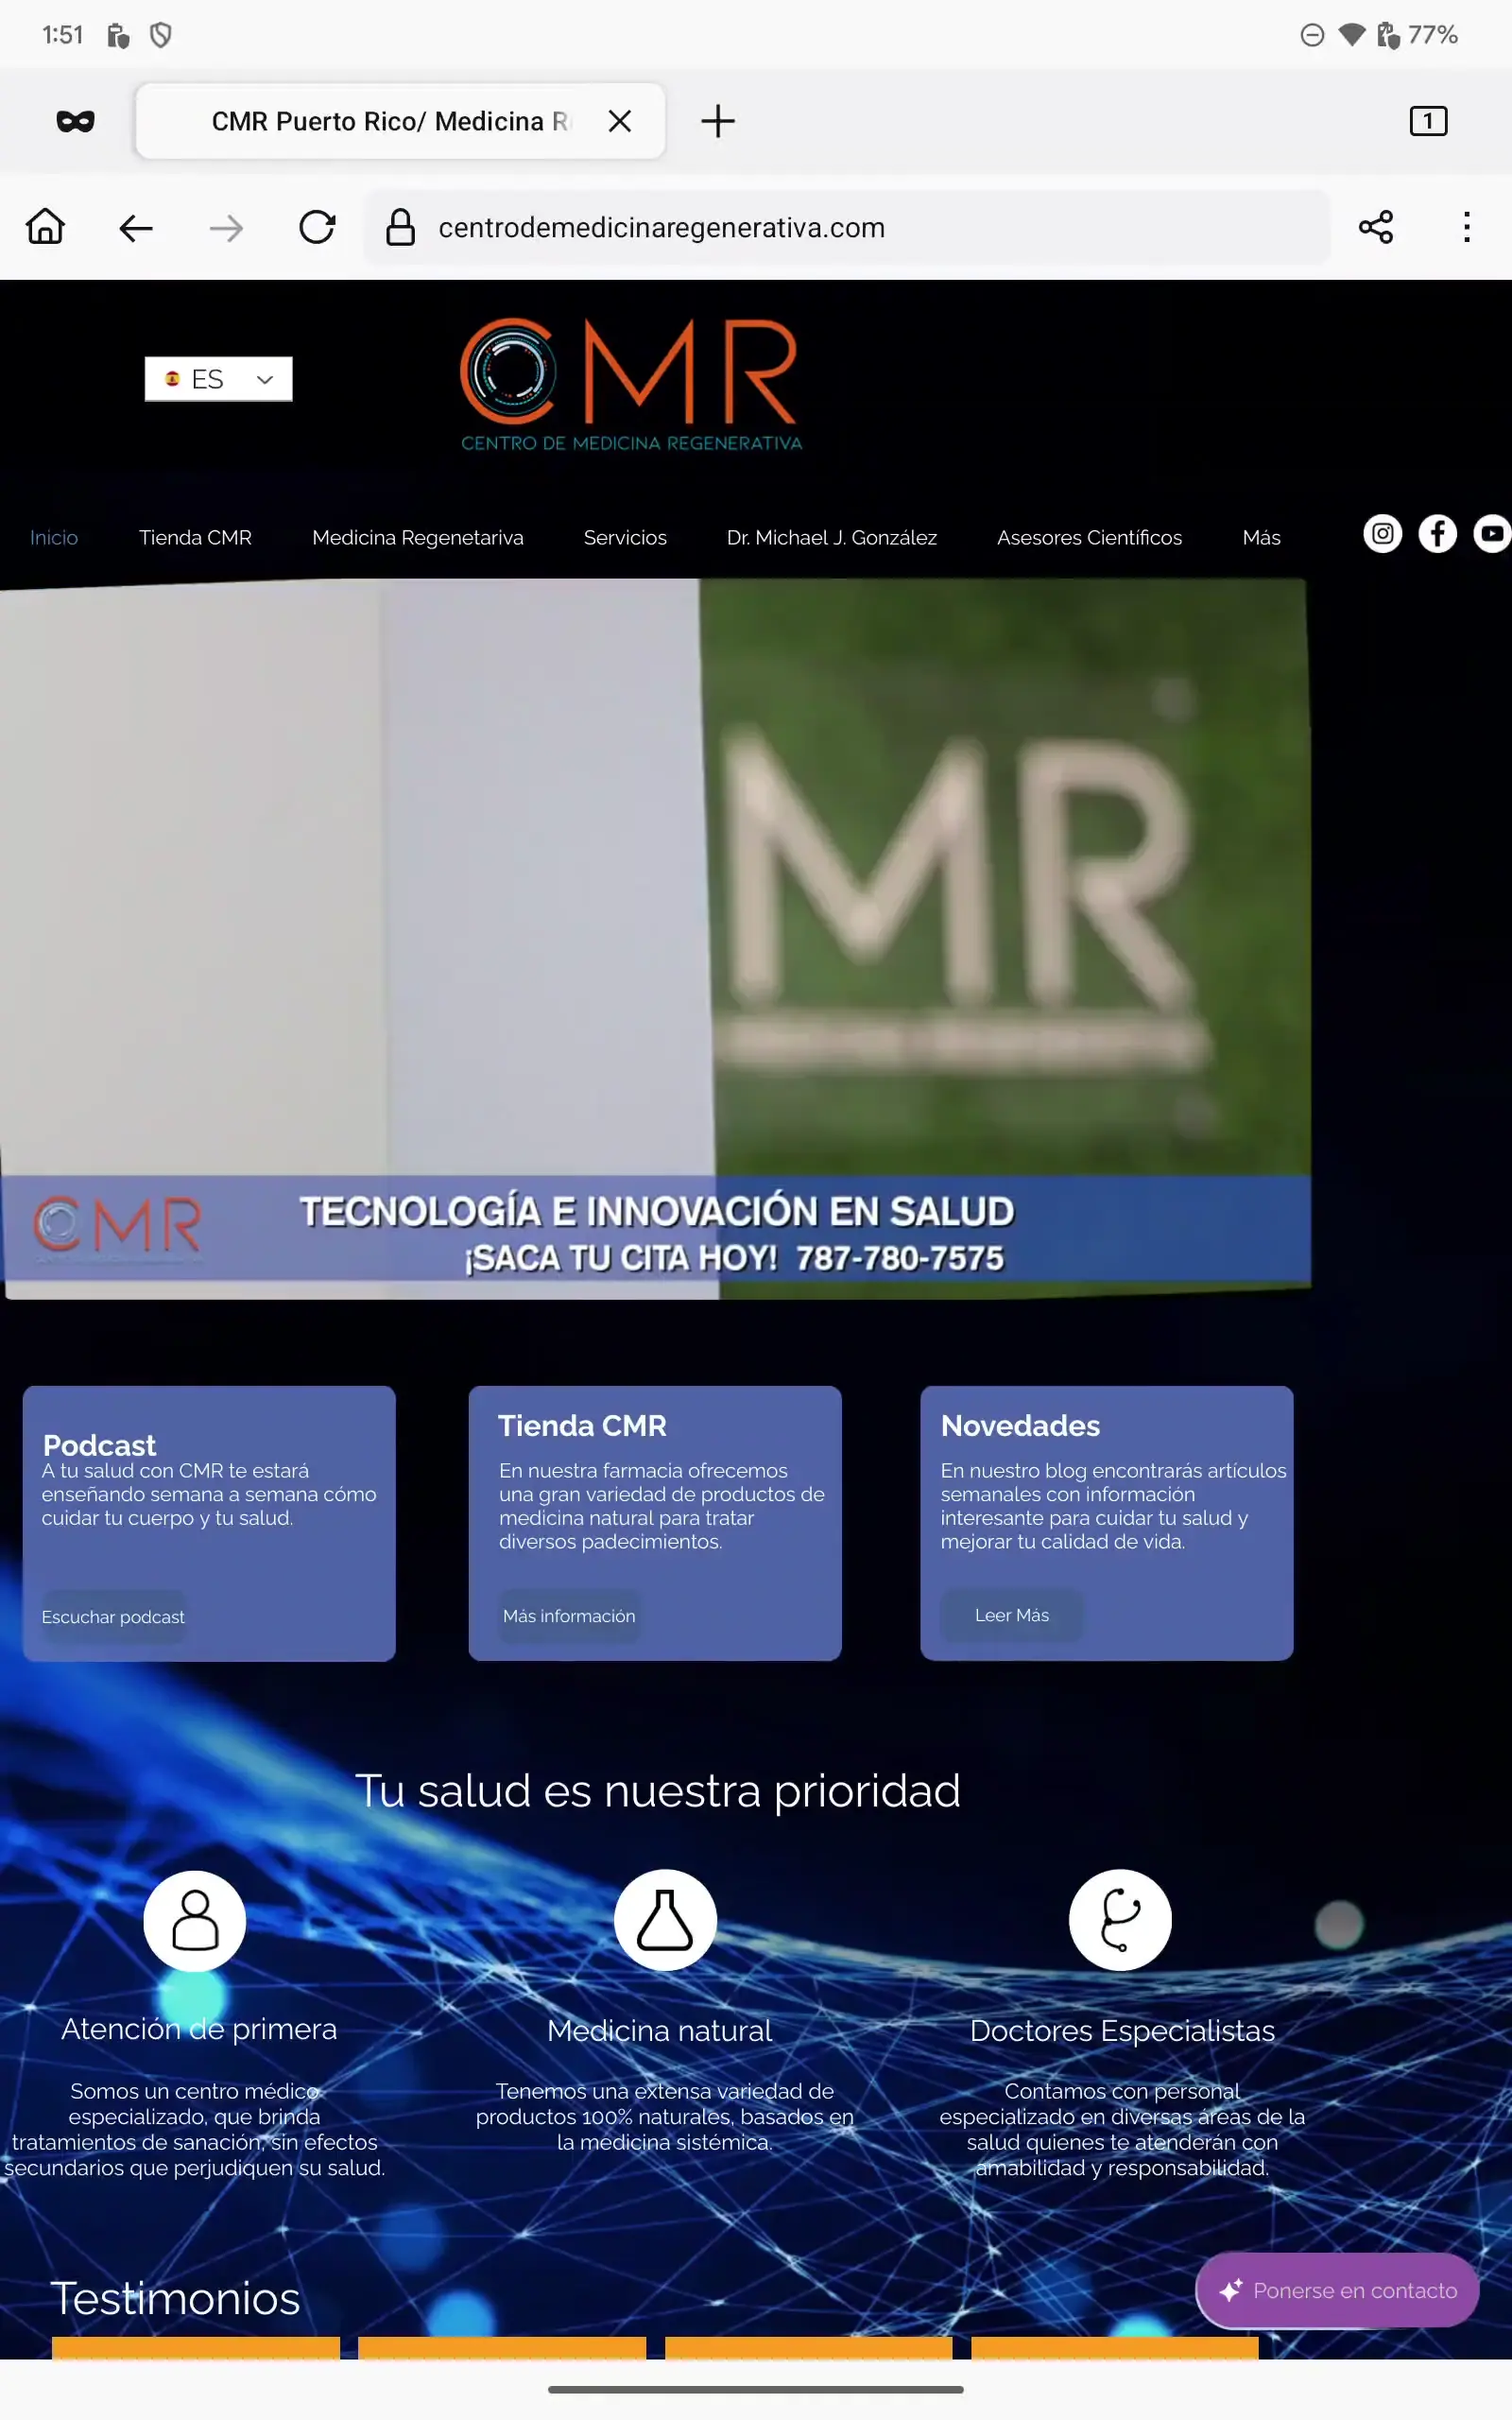 1:51
77%
CMR Puerto Rico/ Medicina R
1
centrodemedicinaregenerativa.com
ES
CMR
CENTRO DE MEDICINA REGENERATIVA
Inicio
Tienda CMR
Medicina Regenetariva
Servicios
Dr. Michael J. González
Asesores Científicos
Más
MR
CMR
TECNOLOGÍA E INNOVACIÓN EN SALUD
¡SACA TU CITA HOY! 787-780-7575
Podcast
A tu salud con CMR te estará
enseñando semana a semana cómo
cuidar tu cuerpo y tu salud.
Escuchar podcast
Tienda CMR
En nuestra farmacia ofrecemos
una gran variedad de productos de
medicina natural para tratar
diversos padecimientos.
Más información
Novedades
En nuestro blog encontrarás artículos
semanales con información
interesante para cuidar tu salud y
mejorar tu calidad de vida.
Leer Más
Tu salud es nuestra prioridad
Atención de primera
Somos un centro médico
especializado, que brinda
tratamientos de sanación, sin efectos
secundarios que perjudiquen su salud.
Medicina natural
Tenemos una extensa variedad de
productos 100% naturales, basados en
la medicina sistémica.
Doctores Especialistas
Contamos con personal
especializado en diversas áreas de la
salud quienes te atenderán con
amabilidad y responsabilidad.
Testimonios
Ponerse en contacto